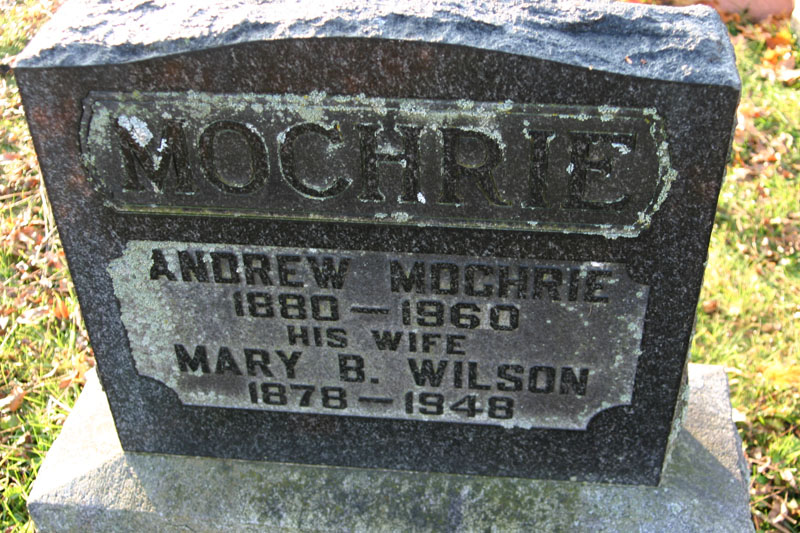 MOCHRIE
ANDREW MOCHRIE
1880 — 1960
HIS WIFE
MARY B. WILSON
1878 — 1948